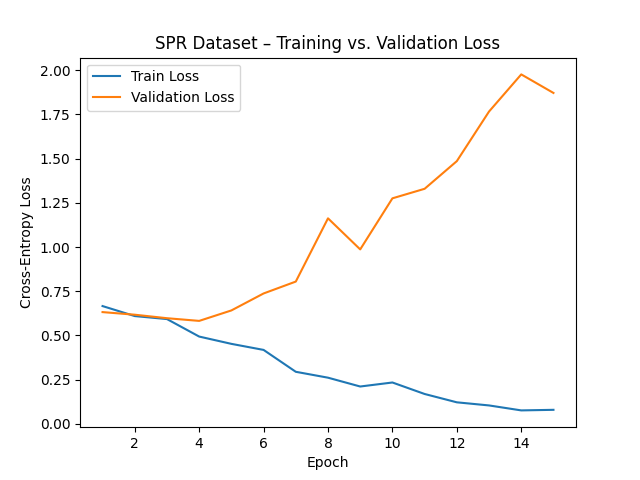 SPR Dataset – Training vs. Validation Loss
Train Loss
Validation Loss
Cross-Entropy Loss
2.00
1.75
1.50
1.25
1.00
0.75
0.50
0.25
0.00
2 4 6 8 10 12 14
Epoch